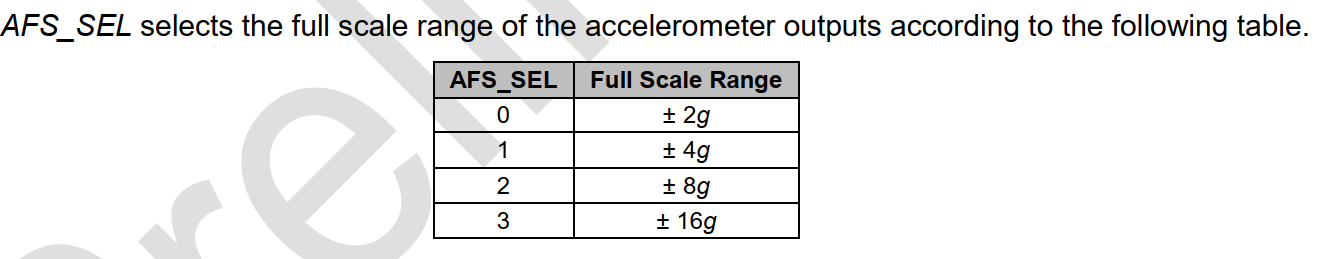 AFS_SEL selects the full scale range of the accelerometer outputs according to the following table.
AFS_SEL Full Scale Range
0 ± 2g
1 ± 4g
2 ± 8g
3 ± 16g